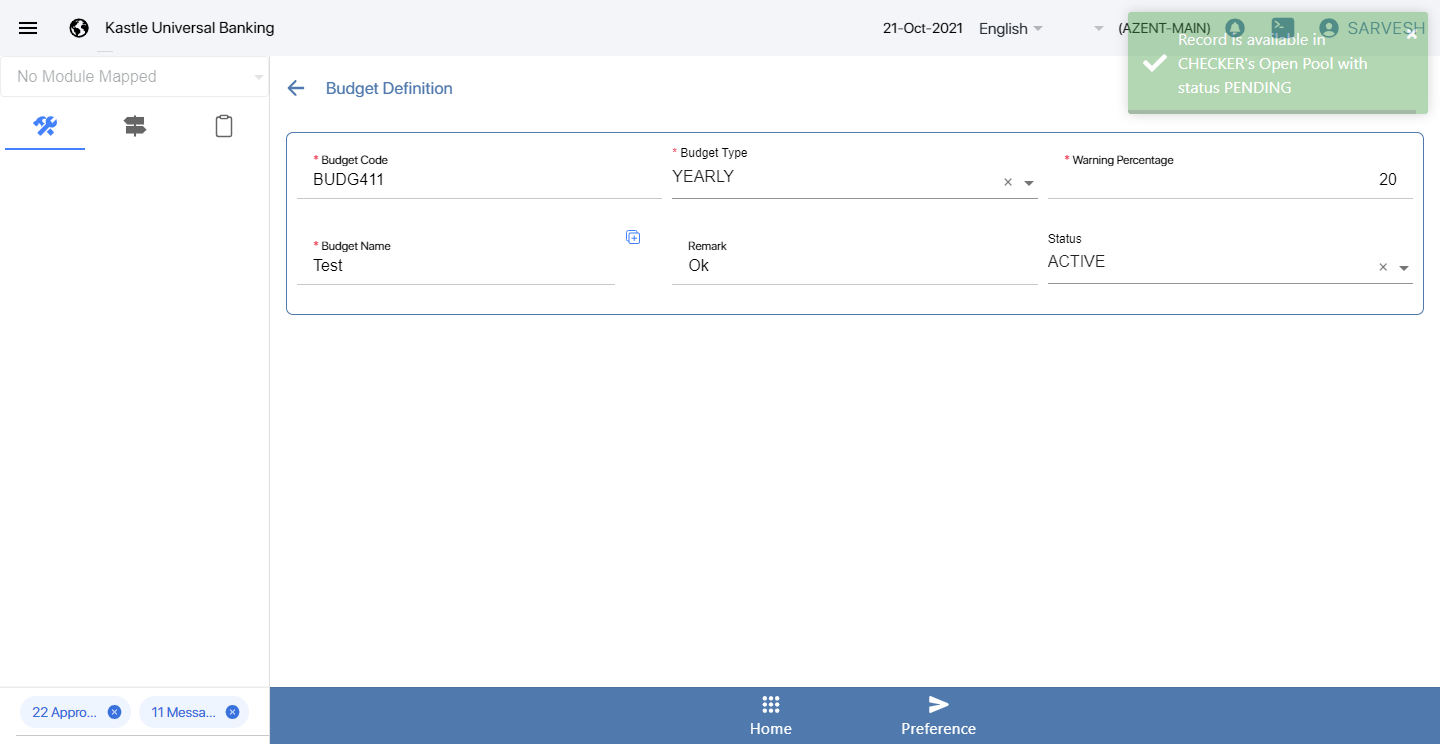 Kastle Universal Banking
21-Oct-2021
English
(AZENT-MAIN)
SARVESH
Record is available in
CHECKER's Open Pool with
status PENDING
No Module Mapped
Budget Definition
* Budget Code
BUDG411
* Budget Type
YEARLY
* Warning Percentage
20
* Budget Name
Test
Remark
Ok
Status
ACTIVE
22 Appro...
11 Messa...
Home
Preference